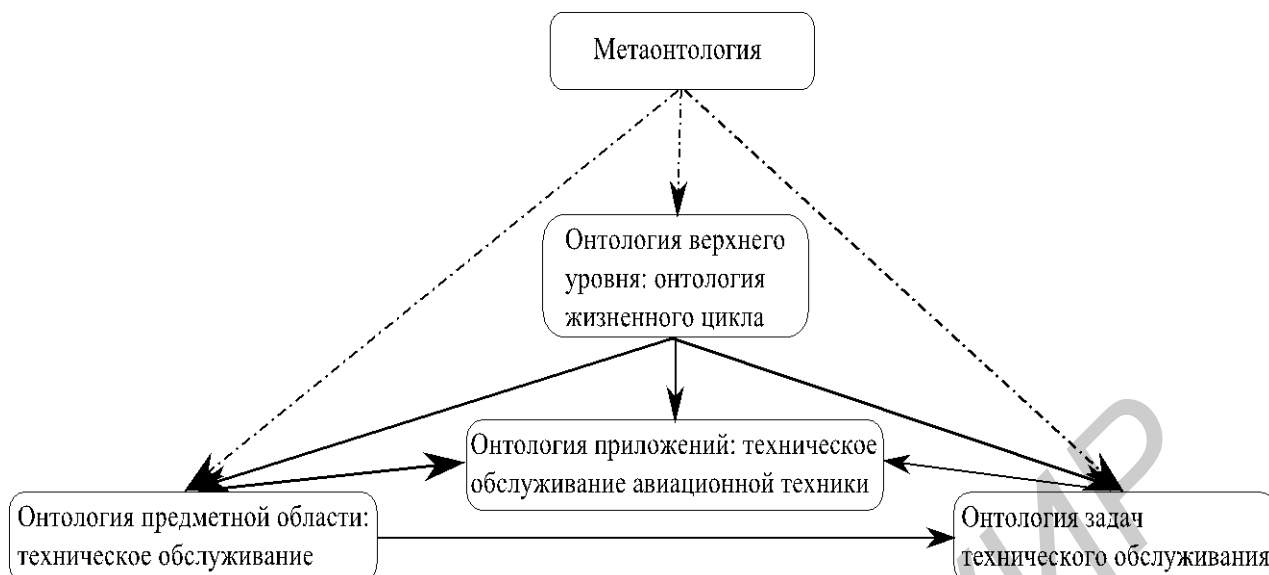 Метаонтология
Онтология верхнего
уровня: онтология
жизненного цикла
Онтология приложений: техническое
обслуживание авиационной техники
Онтология предметной области:
техническое обслуживание
Онтология задач
технического обслуживания
ИР